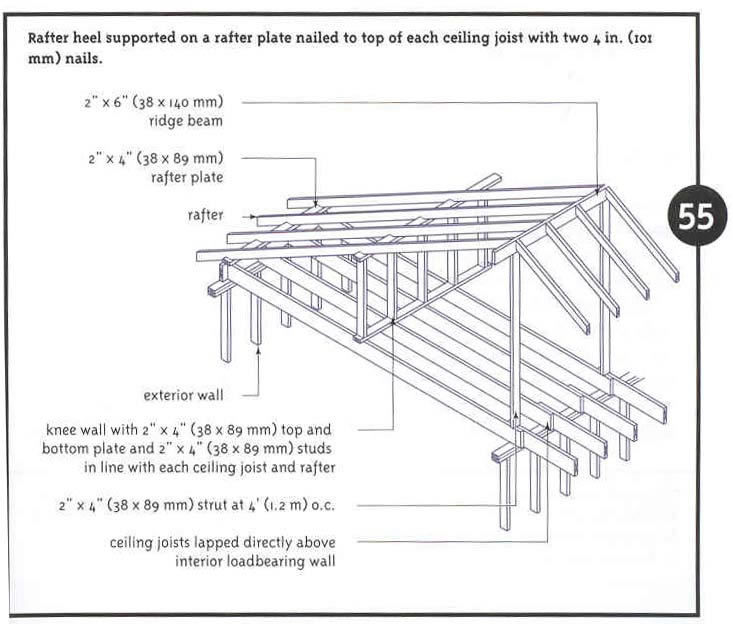 Rafter heel supported on a rafter plate nailed to top of each ceiling joist with two 4 in. (101
mm) nails.
2" x 6" (38 x 140 mm)
ridge beam
2" x 4" (38 x 89 mm)
rafter plate
rafter
55
exterior wall
knee wall with 2" x 4" (38 x 89 mm) top and
bottom plate and 2" x 4" (38 x 89 mm) studs
in line with each ceiling joist and rafter
2" x 4" (38 x 89 mm) strut at 4' (1.2 m) o.c.
ceiling joists lapped directly above
interior loadbearing wall